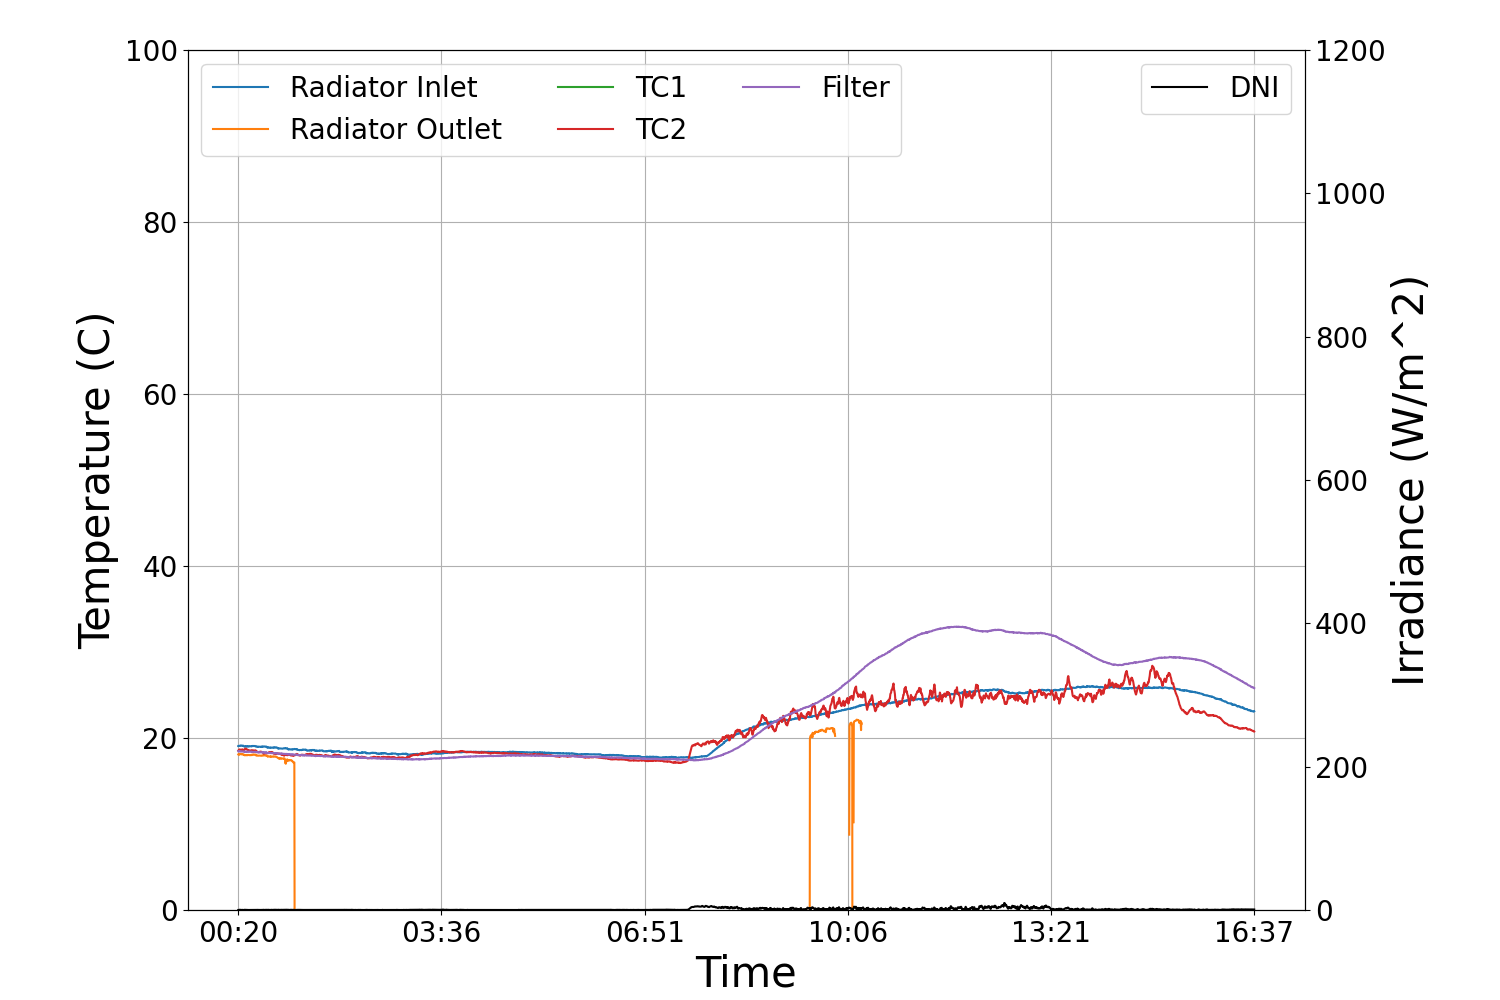 Radiator Inlet
Radiator Outlet
TC1
TC2
Filter
DNI
100
80
60
40
20
0
Temperature (C)
1200
1000
800
600
400
200
0
Irradiance (W/m^2)
00:20 03:36 06:51 10:06 13:21 16:37
Time